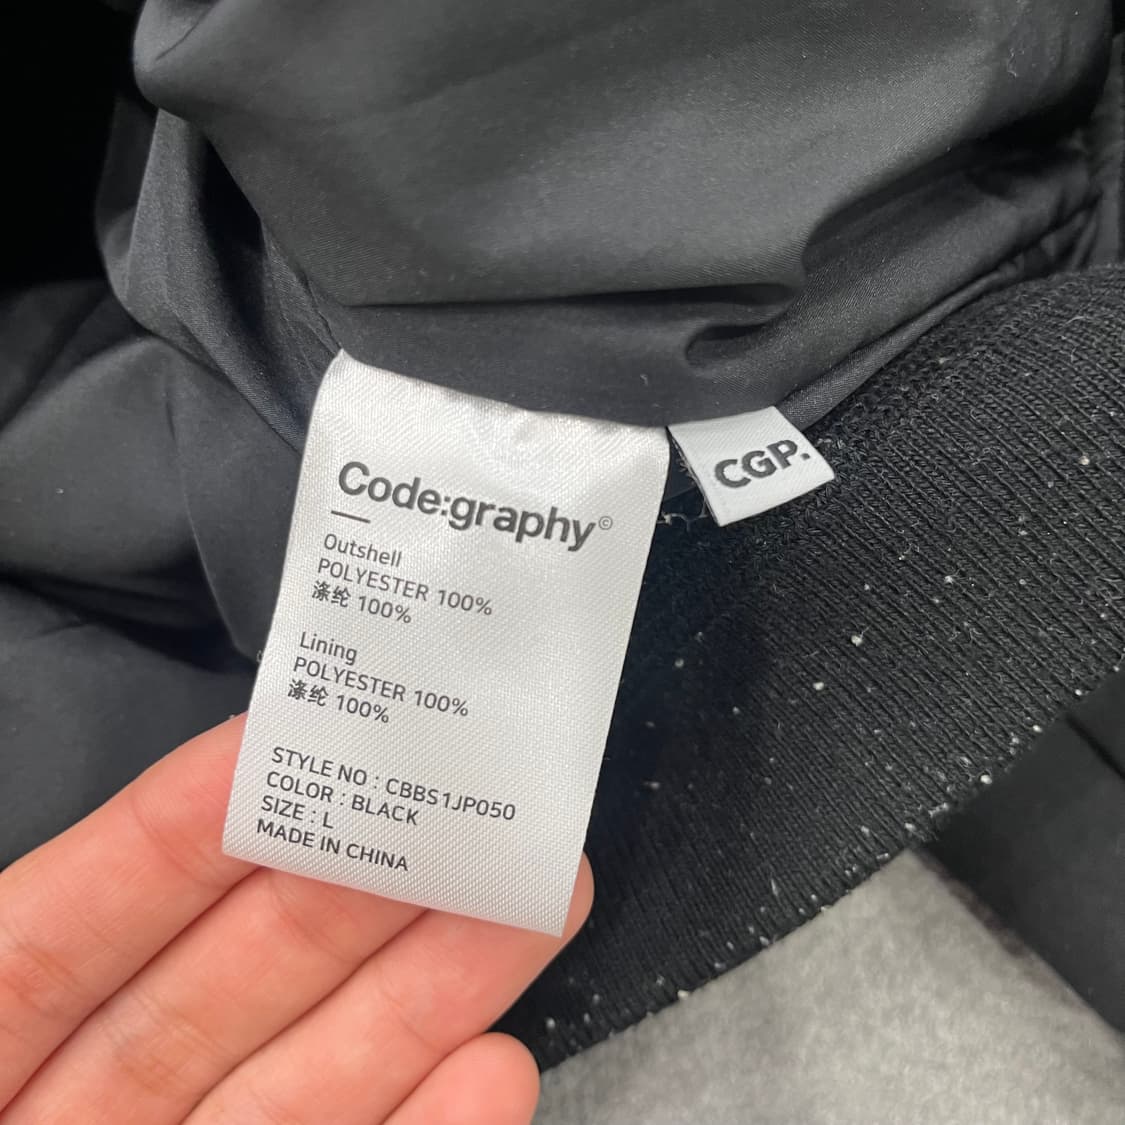 Code:graphy©
Outshell
POLYESTER 100%
涤纶 100%
Lining
POLYESTER 100%
涤纶 100%
STYLE NO : CBBS1JP050
COLOR : BLACK
SIZE : L
MADE IN CHINA
CGP.